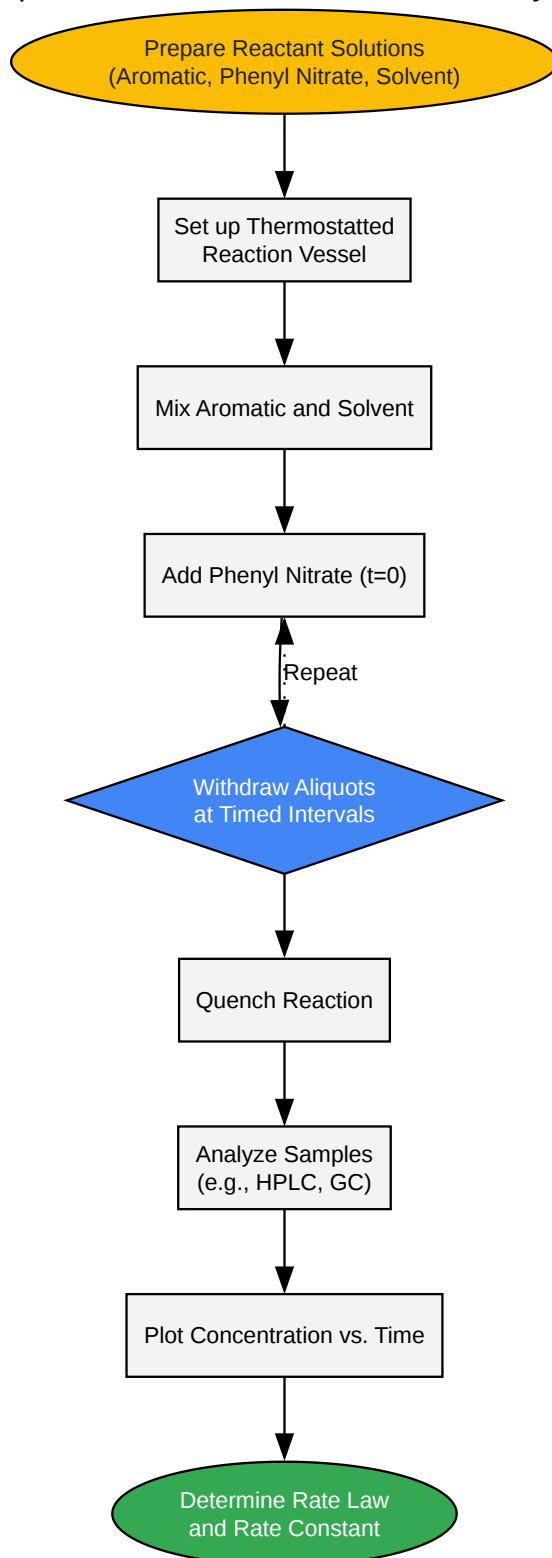 Prepare Reactant Solutions
(Aromatic, Phenyl Nitrate, Solvent)
Set up Thermostatted
Reaction Vessel
Mix Aromatic and Solvent
Add Phenyl Nitrate (t=0)
Repeat
Withdraw Aliquots
at Timed Intervals
Quench Reaction
Analyze Samples
(e.g., HPLC, GC)
Plot Concentration vs. Time
Determine Rate Law
and Rate Constant